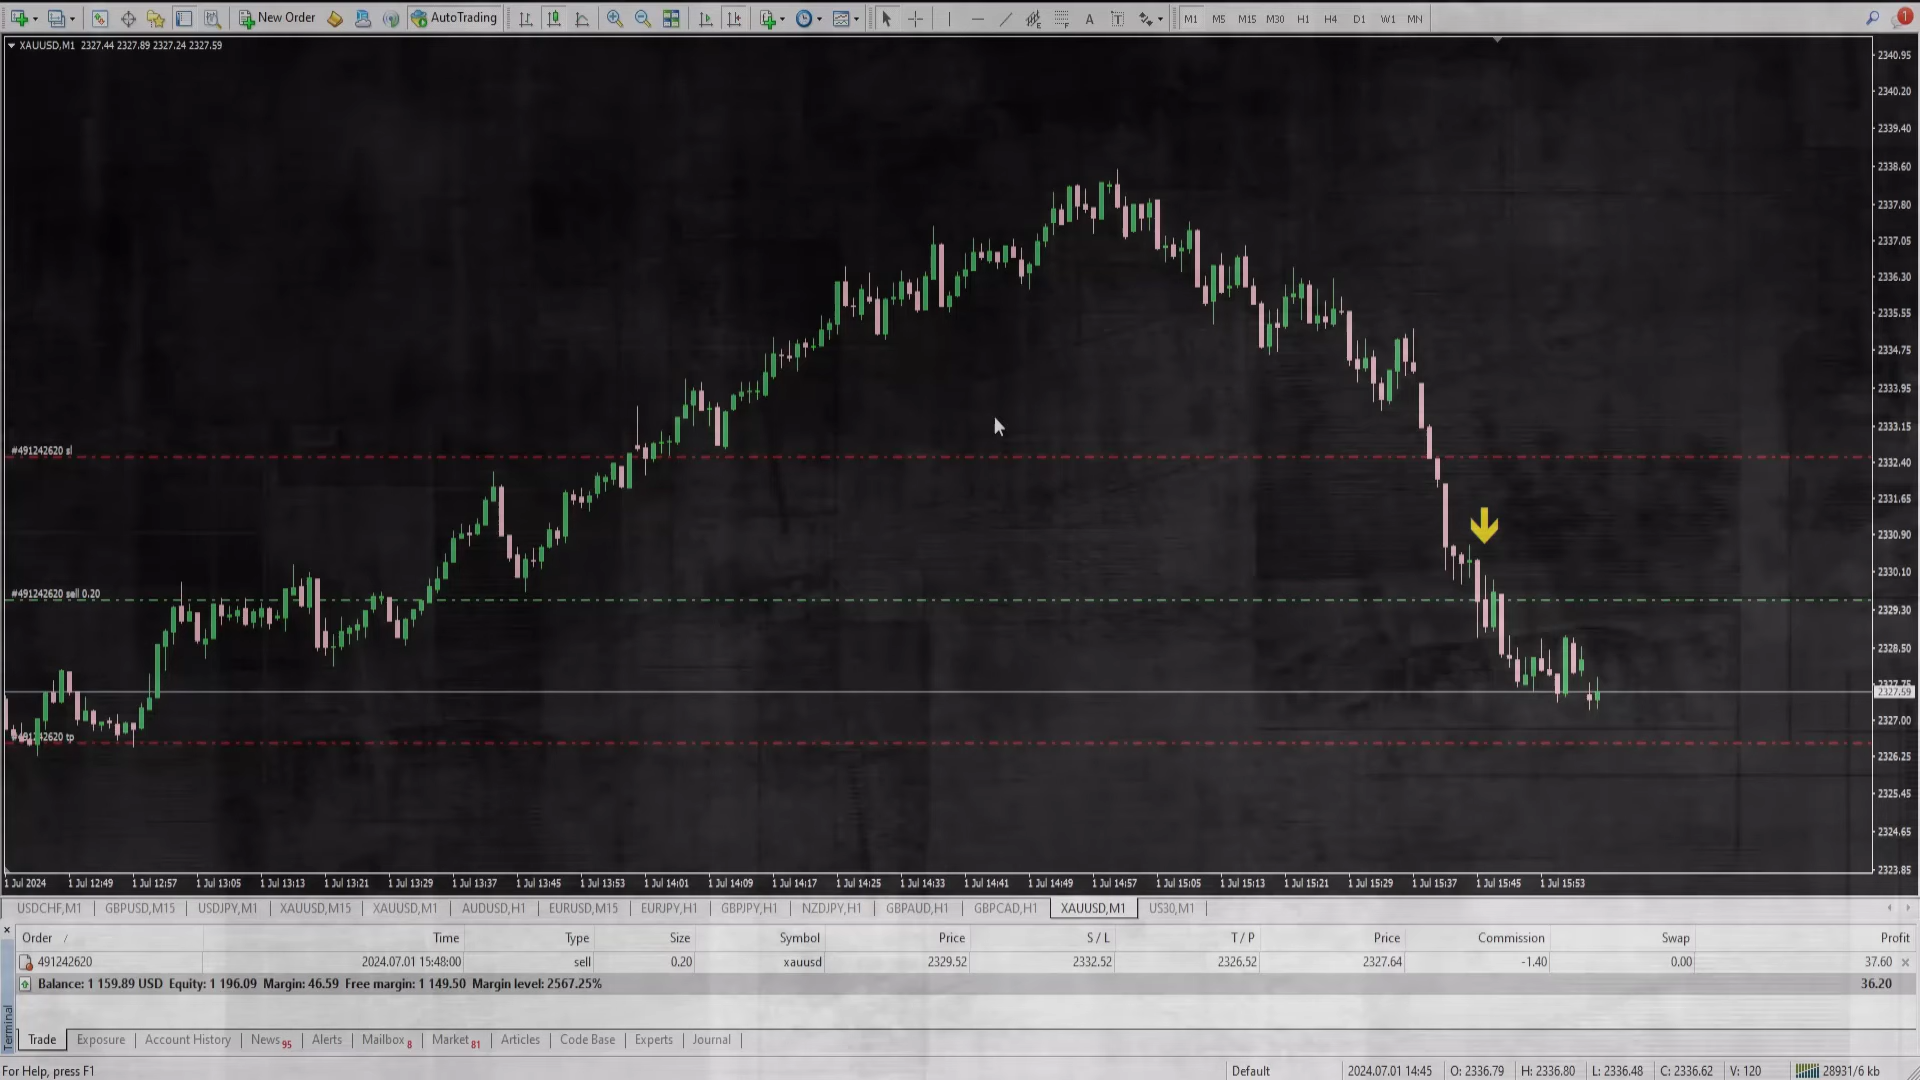 New Order AutoTrading M1 M5 M15 M30 H1 H4 D1 W1 MN 1
XAUUSD,M1 2327.44 2327.89 2327.24 2327.59
2340.95
2340.20
2339.40
2338.60
2337.80
2337.05
2336.30
2335.55
2334.75
2333.95
2333.15
#491242620 sl
2332.40
2331.65
2330.90
2330.10
#491242620 sell 0.20
2329.30
2328.50
2327.75
2327.59
2327.00
#491242620 tp
2326.25
2325.45
2324.65
2323.85
1 Jul 2024 1 Jul 12:49 1 Jul 12:57 1 Jul 13:05 1 Jul 13:13 1 Jul 13:21 1 Jul 13:29 1 Jul 13:37 1 Jul 13:45 1 Jul 13:53 1 Jul 14:01 1 Jul 14:09 1 Jul 14:17 1 Jul 14:25 1 Jul 14:33 1 Jul 14:41 1 Jul 14:49 1 Jul 14:57 1 Jul 15:05 1 Jul 15:13 1 Jul 15:21 1 Jul 15:29 1 Jul 15:37 1 Jul 15:45 1 Jul 15:53
USDCHF,M1 GBPUSD,M15 USDJPY,M1 XAUUSD,M15 XAUUSD,M1 AUDUSD,H1 EURUSD,M15 EURJPY,H1 GBPJPY,H1 NZDJPY,H1 GBPAUD,H1 GBPCAD,H1 XAUUSD,M1 US30,M1
Order / Time Type Size Symbol Price S / L T / P Price Commission Swap Profit
491242620 2024.07.01 15:48:00 sell 0.20 xauusd 2329.52 2332.52 2326.52 2327.64 -1.40 0.00 37.60
Balance: 1 159.89 USD Equity: 1 196.09 Margin: 46.59 Free margin: 1 149.50 Margin level: 2567.25% 36.20
Terminal
Trade Exposure Account History News 95 Alerts Mailbox 8 Market 81 Articles Code Base Experts Journal
For Help, press F1 Default 2024.07.01 14:45 O: 2336.79 H: 2336.80 L: 2336.48 C: 2336.62 V: 120 28931/6 kb